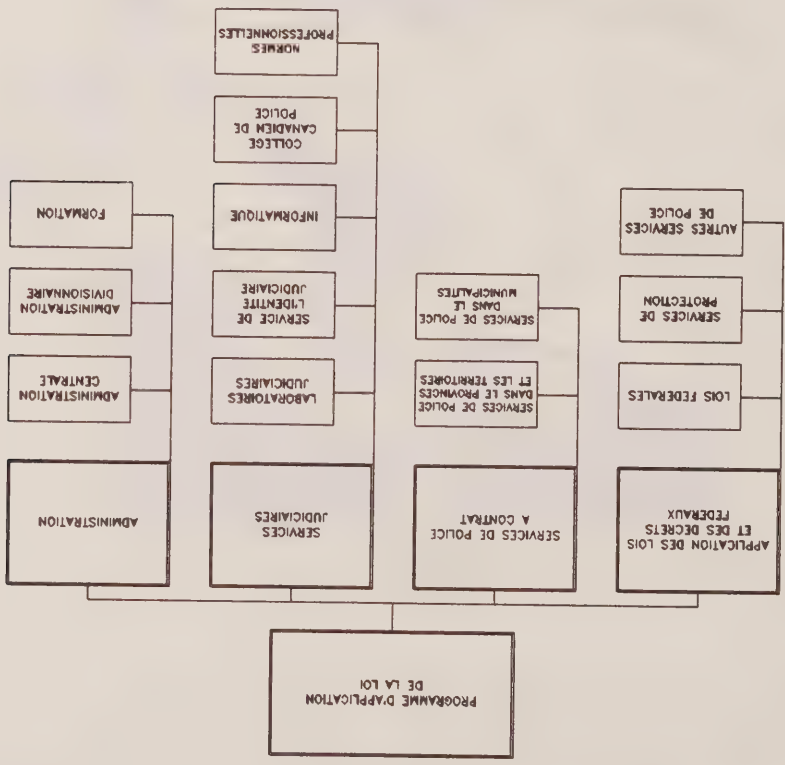 PROGRAMME D'APPLICATION
DE LA LOI
APPLICATION DES LOIS
ET DES DECRETS
FEDERAUX
LOIS FEDERALES
SERVICES DE
PROTECTION
AUTRES SERVICES
DE POLICE
SERVICES DE POLICE
A CONTRAT
SERVICES DE POLICE
DANS LE PROVINCES
ET LES TERRITOIRES
SERVICES DE POLICE
DANS LE
MUNICIPALITES
SERVICES
JUDICIAIRES
LABORATOIRES
JUDICIAIRES
SERVICE DE
L'IDENTITE
JUDICIAIRE
INFORMATIQUE
COLLEGE
CANADIEN DE
POLICE
NORMES
PROFESSIONNELLES
ADMINISTRATION
ADMINISTRATION
CENTRALE
ADMINISTRATION
DIVISIONNAIRE
FORMATION